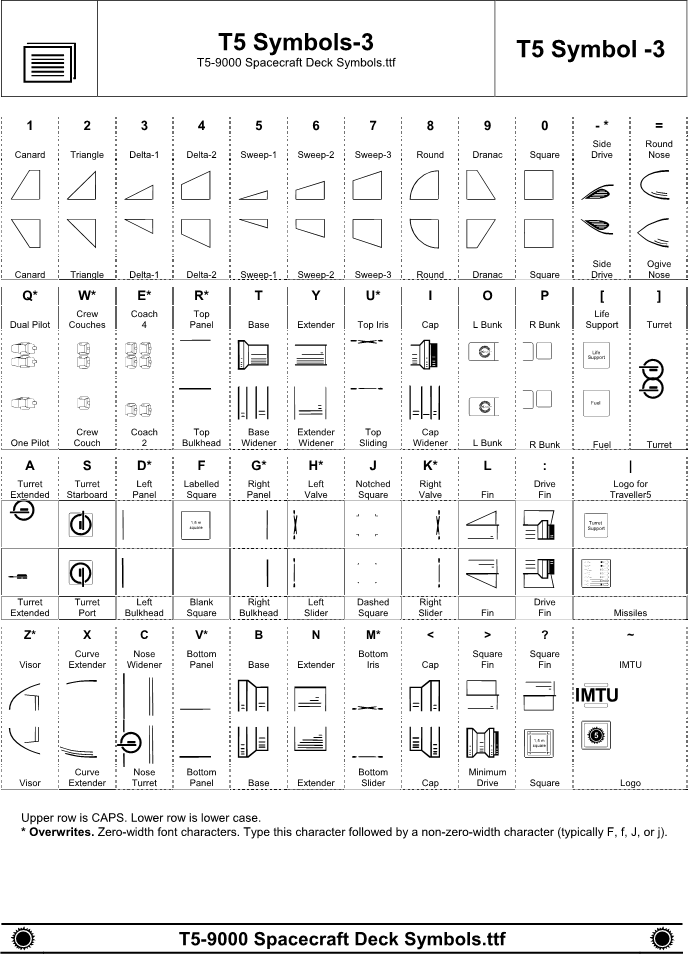 T5 Symbols-3
T5-9000 Spacecraft Deck Symbols.ttf
T5 Symbol -3
1 2 3 4 5 6 7 8 9 0 - * =
Canard Triangle Delta-1 Delta-2 Sweep-1 Sweep-2 Sweep-3 Round Dranac Square Side Drive Round Nose
Canard Triangle Delta-1 Delta-2 Sweep-1 Sweep-2 Sweep-3 Round Dranac Square Side Drive Ogive Nose
Q* W* E* R* T Y U* I O P [ ]
Dual Pilot Crew Couches Coach 4 Top Panel Base Extender Top Iris Cap L Bunk R Bunk Life Support Turret
Life Support
Fuel
One Pilot Crew Couch Coach 2 Top Bulkhead Base Widener Extender Widener Top Sliding Cap Widener L Bunk R Bunk Fuel Turret
A S D* F G* H* J K* L : |
Turret Extended Turret Starboard Left Panel Labelled Square Right Panel Left Valve Notched Square Right Valve Fin Drive Fin Logo for Traveller5
1.5 m square
Turret Support
Turret Extended Turret Port Left Bulkhead Blank Square Right Bulkhead Left Slider Dashed Square Right Slider Fin Drive Fin Missiles
Z* X C V* B N M* < > ? ~
Visor Curve Extender Nose Widener Bottom Panel Base Extender Bottom Iris Cap Square Fin Square Fin IMTU
IMTU
1.5 m square
5
Visor Curve Extender Nose Turret Bottom Panel Base Extender Bottom Slider Cap Minimum Drive Square Logo
Upper row is CAPS. Lower row is lower case.
* Overwrites. Zero-width font characters. Type this character followed by a non-zero-width character (typically F, f, J, or j).
T5-9000 Spacecraft Deck Symbols.ttf